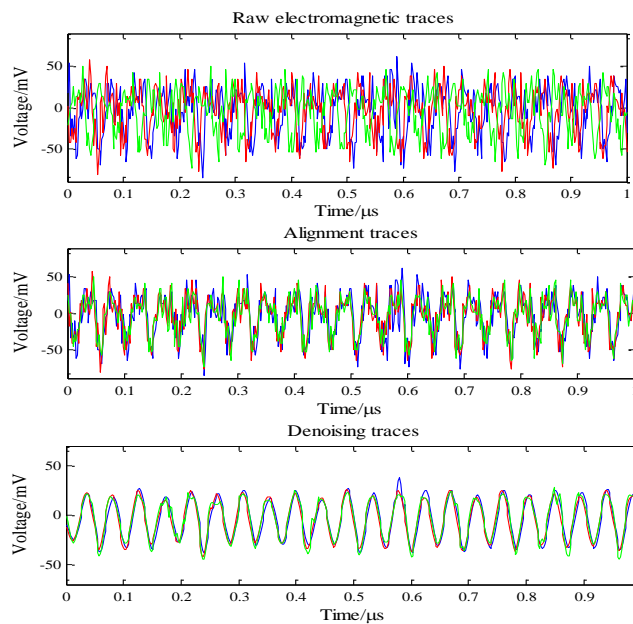 Raw electromagnetic traces
Voltage/mV
50
0
-50
0 0.1 0.2 0.3 0.4 0.5 0.6 0.7 0.8 0.9 1
Time/μs
Alignment traces
Voltage/mV
50
0
-50
0 0.1 0.2 0.3 0.4 0.5 0.6 0.7 0.8 0.9
Time/μs
Denoising traces
Voltage/mV
50
0
-50
0 0.1 0.2 0.3 0.4 0.5 0.6 0.7 0.8 0.9
Time/μs